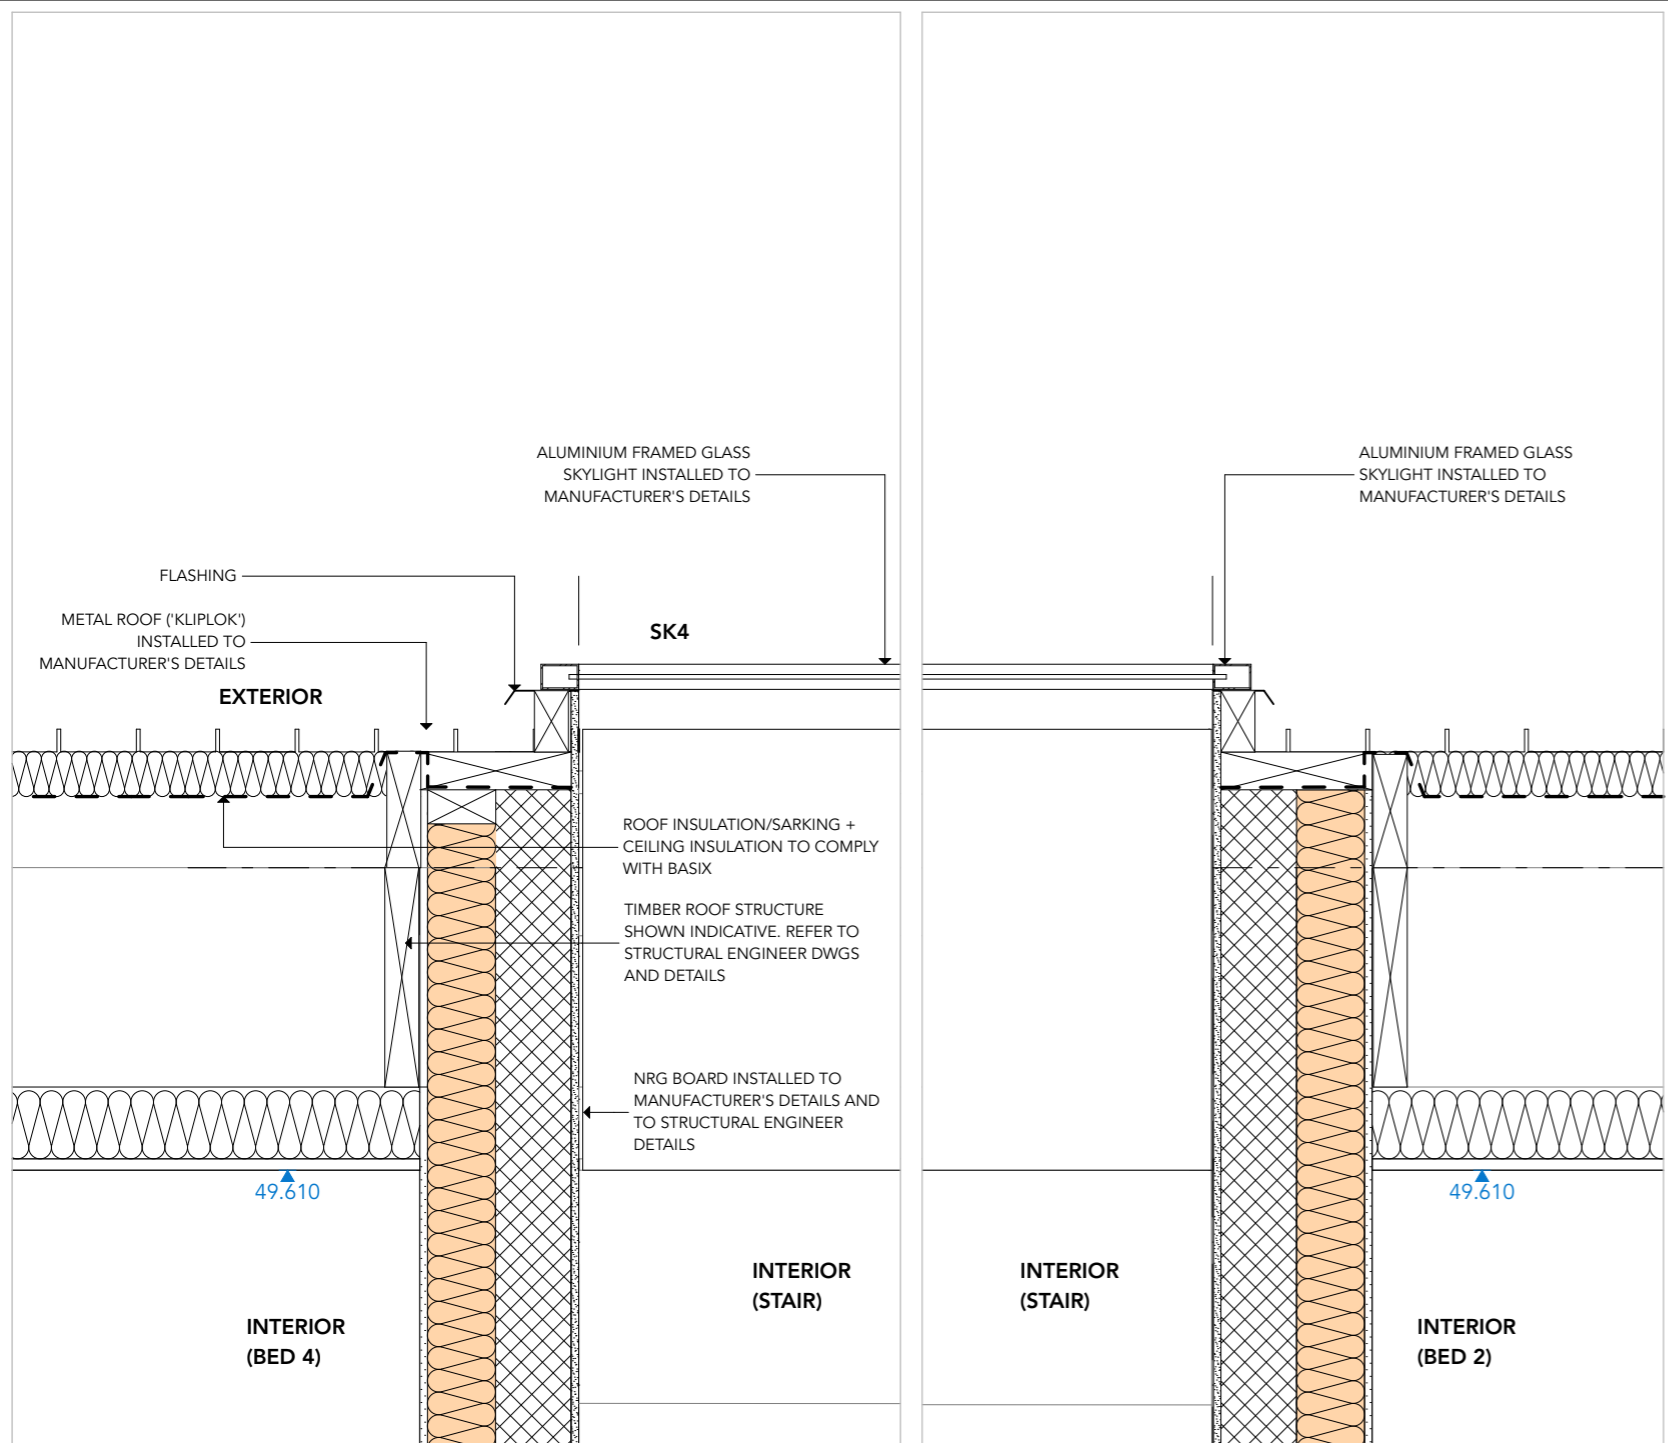 ALUMINIUM FRAMED GLASS
SKYLIGHT INSTALLED TO
MANUFACTURER'S DETAILS
ALUMINIUM FRAMED GLASS
SKYLIGHT INSTALLED TO
MANUFACTURER'S DETAILS
FLASHING
METAL ROOF ('KLIPLOK')
INSTALLED TO
MANUFACTURER'S DETAILS
SK4
EXTERIOR
ROOF INSULATION/SARKING +
CEILING INSULATION TO COMPLY
WITH BASIX
TIMBER ROOF STRUCTURE
SHOWN INDICATIVE. REFER TO
STRUCTURAL ENGINEER DWGS
AND DETAILS
NRG BOARD INSTALLED TO
MANUFACTURER'S DETAILS AND
TO STRUCTURAL ENGINEER
DETAILS
49.610
49.610
INTERIOR
(STAIR)
INTERIOR
(STAIR)
INTERIOR
(BED 4)
INTERIOR
(BED 2)